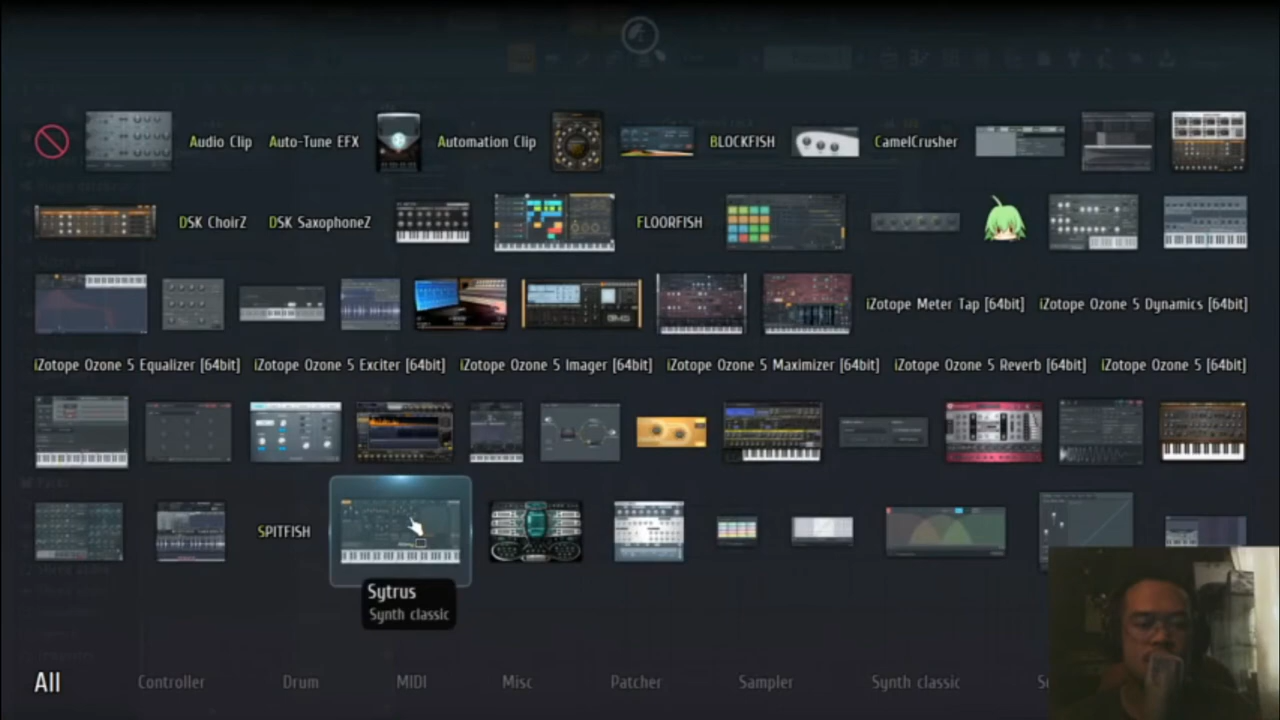 Audio Clip Auto-Tune EFX Automation Clip BLOCKFISH CamelCrusher
DSK ChoirZ DSK SaxophoneZ FLOORFISH
iZotope Meter Tap [64bit] iZotope Ozone 5 Dynamics [64bit]
iZotope Ozone 5 Equalizer [64bit] iZotope Ozone 5 Exciter [64bit] iZotope Ozone 5 Imager [64bit] iZotope Ozone 5 Maximizer [64bit] iZotope Ozone 5 Reverb [64bit] iZotope Ozone 5 [64bit]
SPITFISH
Sytrus
Synth classic
All Controller Drum MIDI Misc Patcher Sampler Synth classic